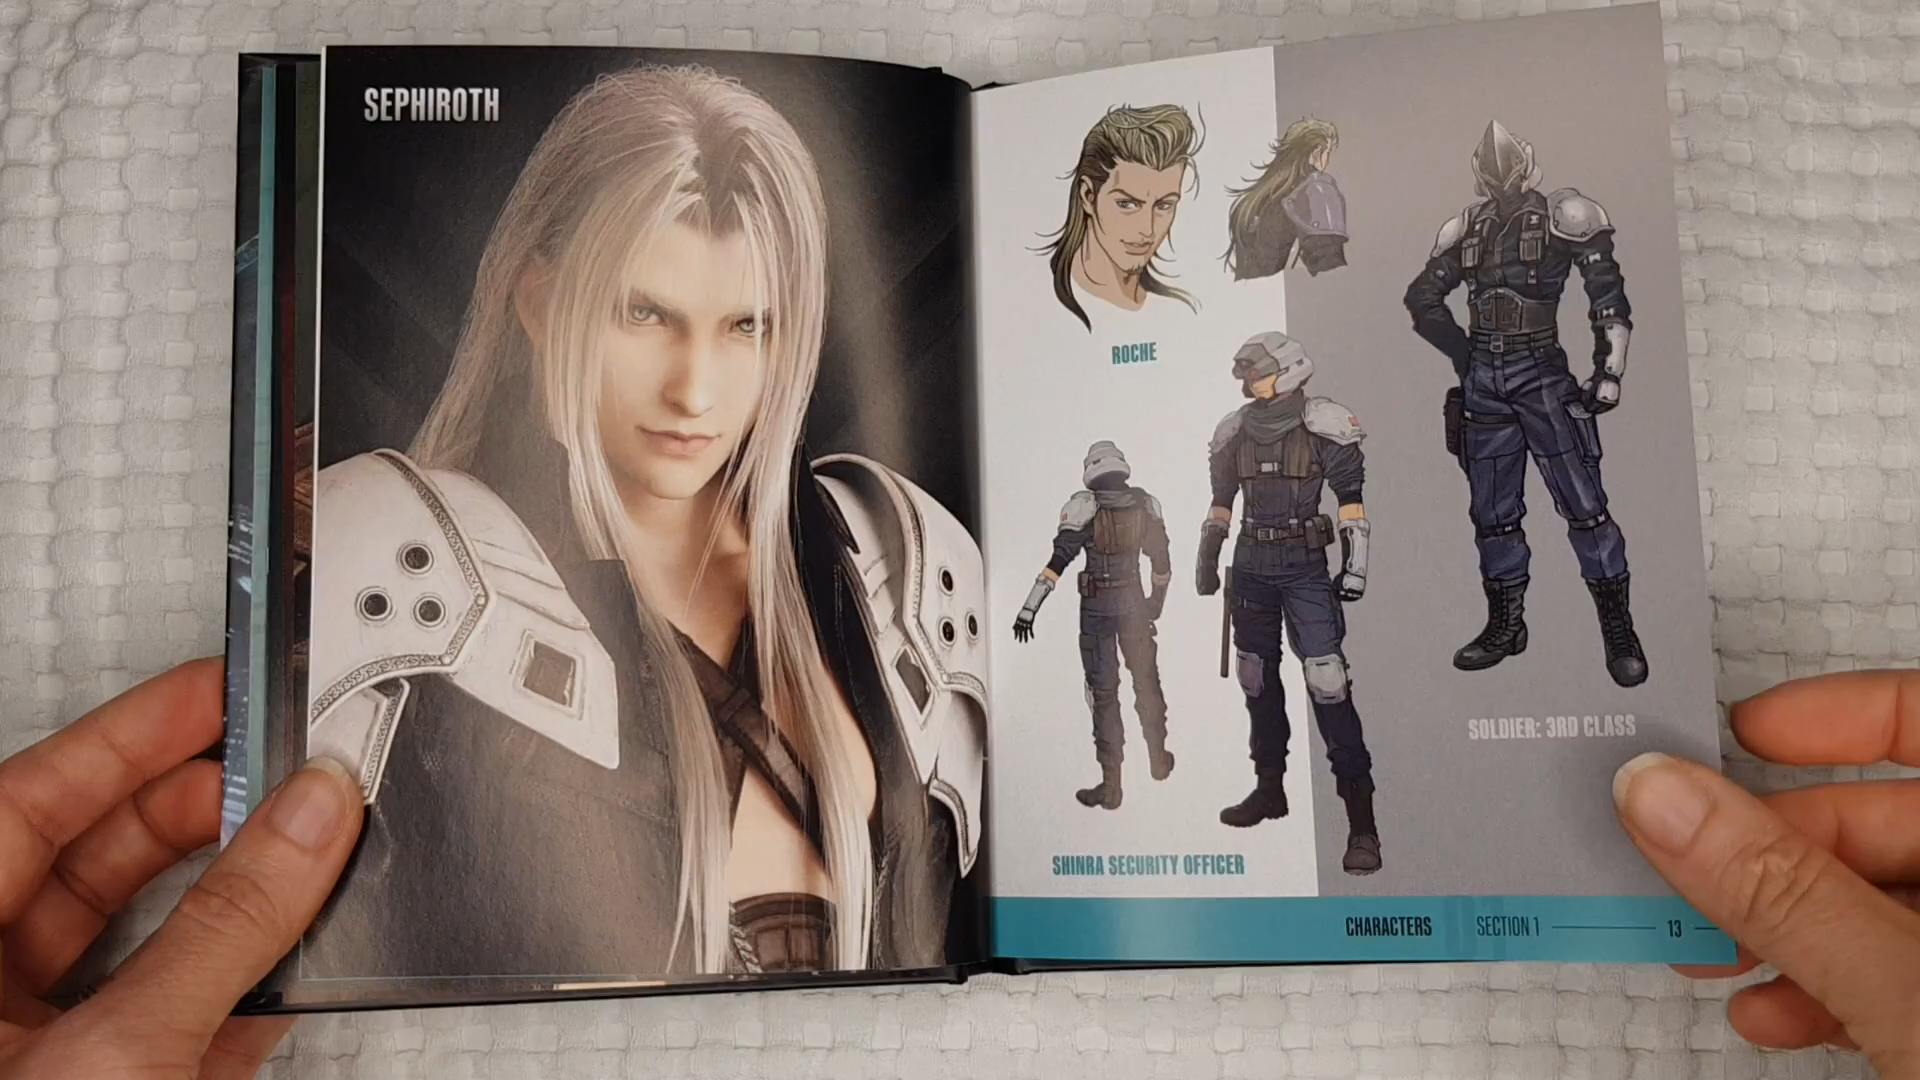 SEPHIROTH
ROCHE
SHINRA SECURITY OFFICER
SOLDIER: 3RD CLASS
CHARACTERS SECTION 1 13